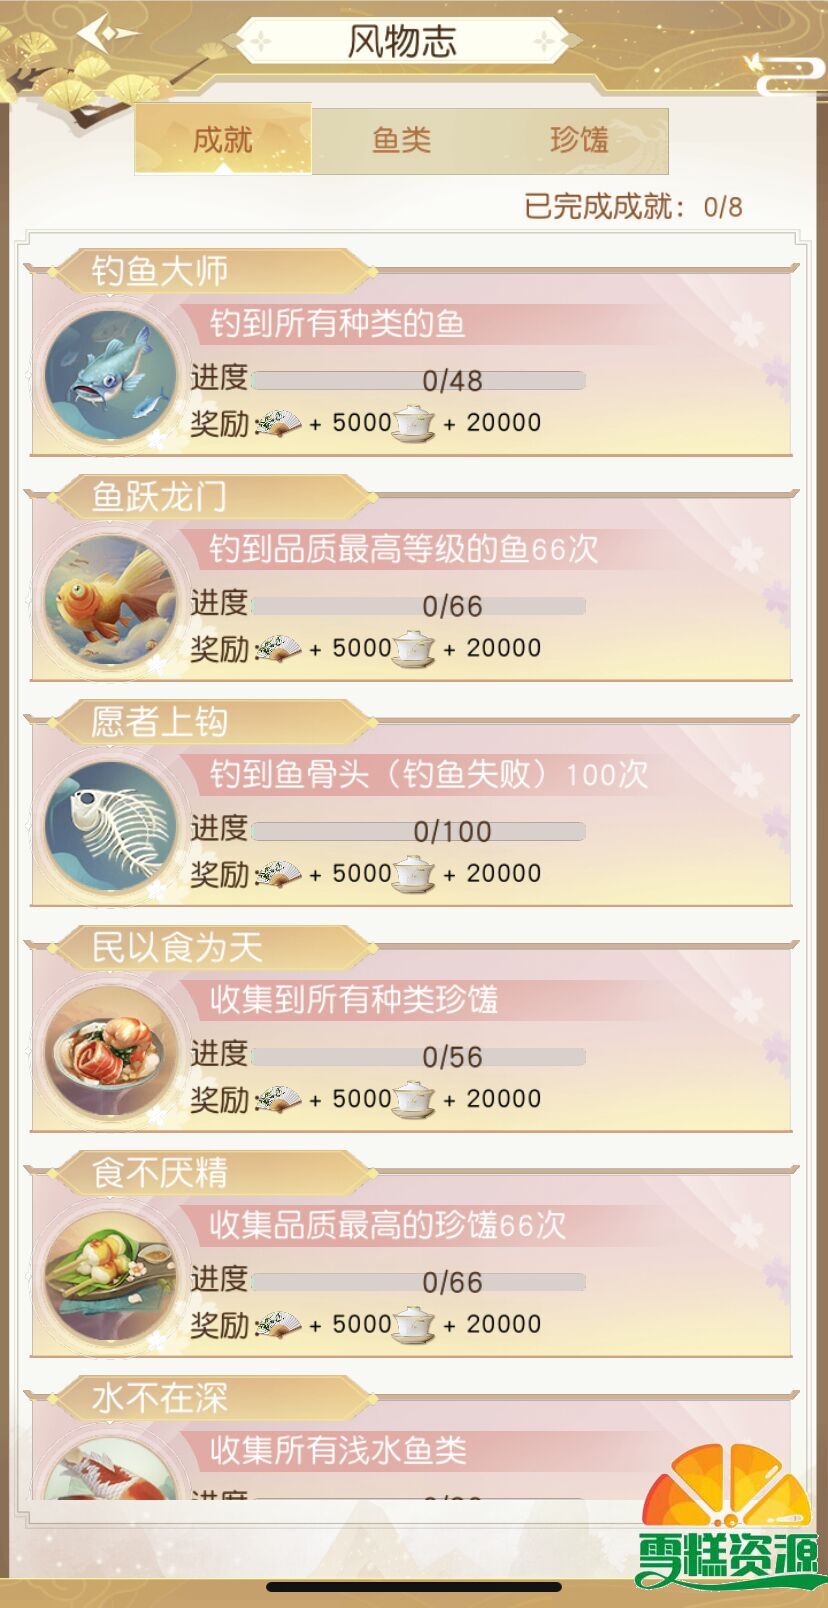 风物志
成就 鱼类 珍馐
已完成成就：0/8
钓鱼大师
钓到所有种类的鱼
进度 0/48
奖励: + 5000 + 20000
鱼跃龙门
钓到品质最高等级的鱼66次
进度 0/66
奖励: + 5000 + 20000
愿者上钩
钓到鱼骨头（钓鱼失败）100次
进度 0/100
奖励: + 5000 + 20000
民以食为天
收集到所有种类珍馐
进度 0/56
奖励: + 5000 + 20000
食不厌精
收集品质最高的珍馐66次
进度 0/66
奖励: + 5000 + 20000
水不在深
收集所有浅水鱼类
进度
雪糕资源